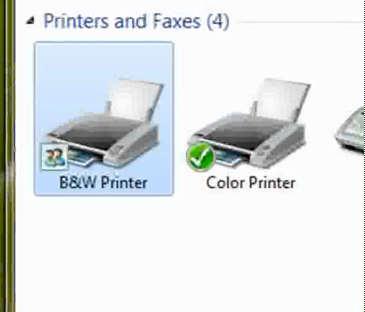 Printers and Faxes (4)
B&W Printer
Color Printer